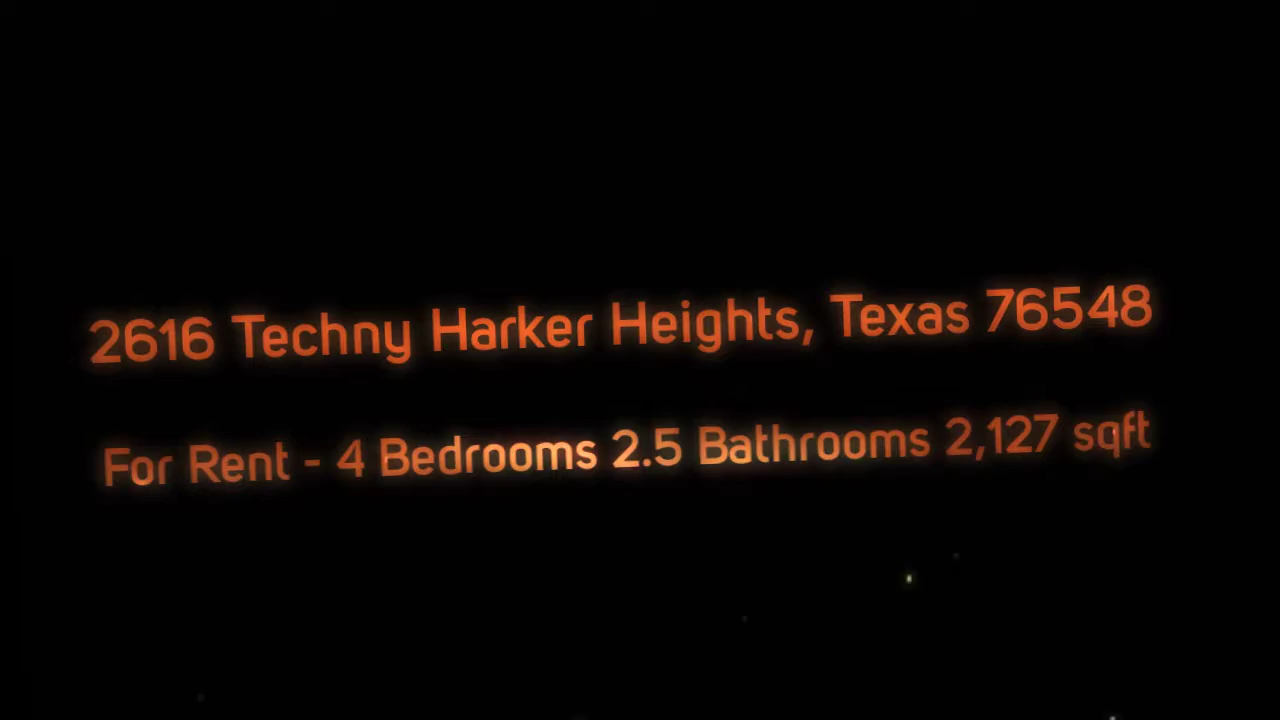 2616 Techny Harker Heights, Texas 76548
For Rent - 4 Bedrooms 2.5 Bathrooms 2,127 sqft